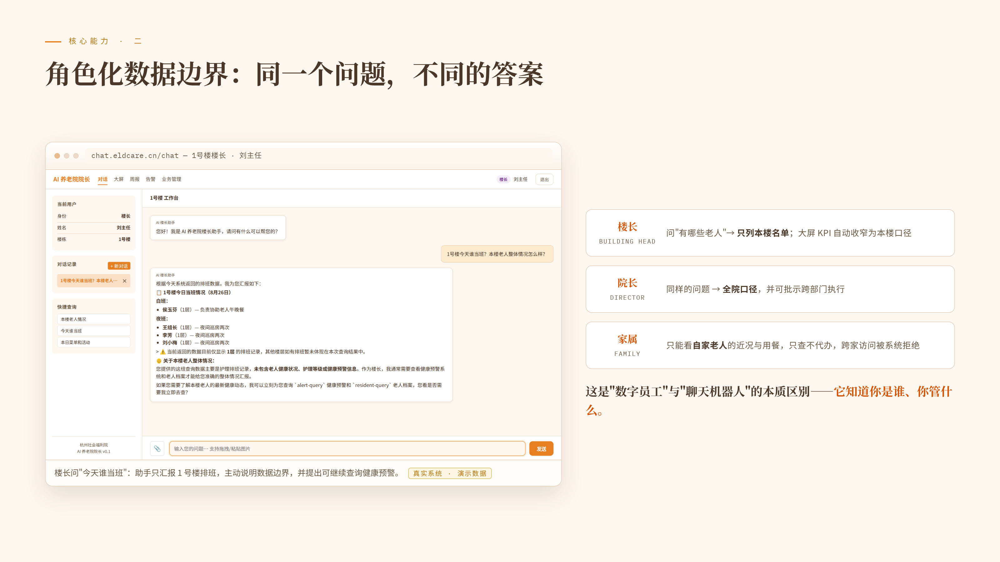 核心能力 · 二
角色化数据边界：同一个问题，不同的答案
chat.eldcare.cn/chat — 1号楼楼长 · 刘主任
AI 养老院院长 对话 大屏 周报 告警 业务管理 楼长 刘主任 退出
当前用户
身份 楼长
姓名 刘主任
楼栋 1号楼
对话记录 + 新对话
1号楼今天谁当班？本楼老人… ×
快捷查询
本楼老人情况
今天谁当班
本日菜单和活动
杭州社会福利院
AI 养老院院长 v0.1
1号楼 工作台
AI 楼长助手
您好！我是 AI 养老院楼长助手，请问有什么可以帮您的？
1号楼今天谁当班？本楼老人整体情况怎么样？
AI 楼长助手
根据今天系统返回的排班数据，我为您汇报如下：
📋 1号楼今日当班情况（8月26日）
白班：
• 侯玉芬（1层）— 负责协助老人午晚餐
夜班：
• 王组长（1层）— 夜间巡房两次
• 李芳（1层）— 夜间巡房两次
• 刘小梅（1层）— 夜间巡房两次
> ⚠️ 当前返回的数据目前仅显示 1层 的排班记录，其他楼层如有排班暂未体现在本次查询结果中。
👴 关于本楼老人整体情况：
您提供的这组查询数据主要是护理排班记录，未包含老人健康状况、护理等级或健康预警信息。作为楼长，我通常需要查看健康预警系
统和老人档案才能给您准确的整体情况汇报。
如果您需要了解本楼老人的最新健康动态，我可以立刻为您查询 `alert-query` 健康预警和 `resident-query` 老人档案，您看是否需
要我立即去查？
📎 输入您的问题… 支持拖拽/粘贴图片 发送
楼长问"今天谁当班"：助手只汇报 1 号楼排班，主动说明数据边界，并提出可继续查询健康预警。 真实系统 · 演示数据
楼长
BUILDING HEAD
问"有哪些老人"→ 只列本楼名单；大屏 KPI 自动收窄为本楼口径
院长
DIRECTOR
同样的问题 → 全院口径，并可批示跨部门执行
家属
FAMILY
只能看自家老人的近况与用餐，只查不代办，跨家访问被系统拒绝
这是"数字员工"与"聊天机器人"的本质区别——它知道你是谁、你管什
么。